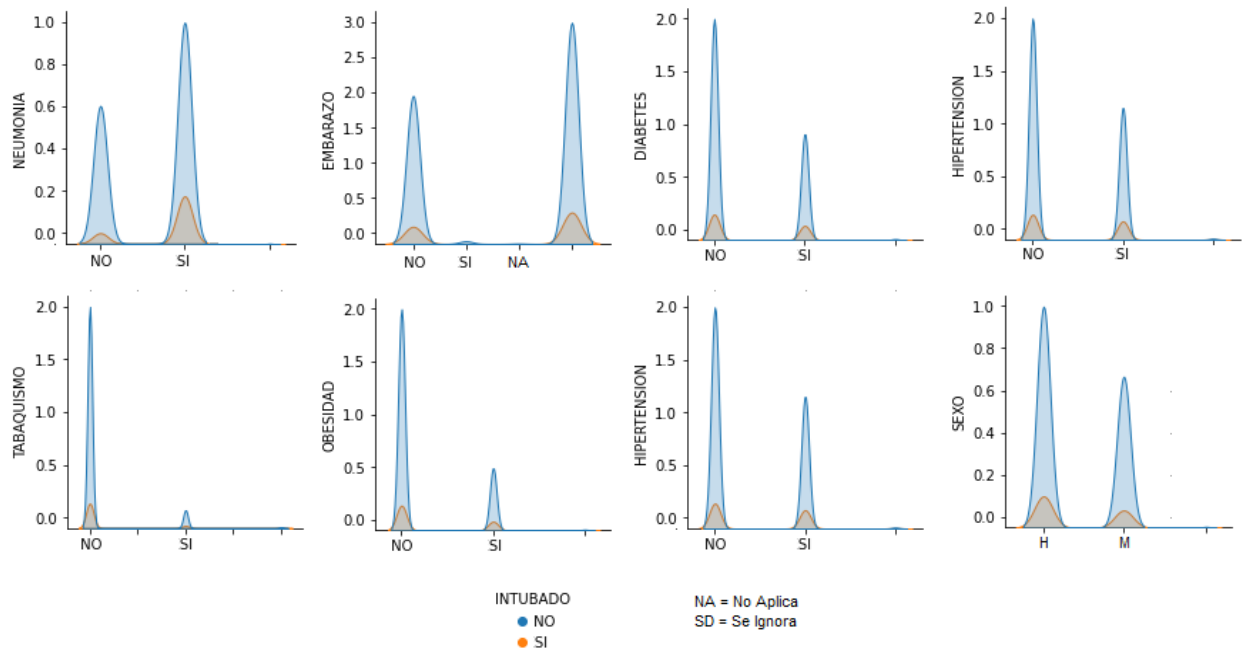 NEUMONIA
1.0
0.8
0.6
0.4
0.2
0.0
NO SI
EMBARAZO
3.0
2.5
2.0
1.5
1.0
0.5
0.0
NO SI NA
DIABETES
2.0
1.5
1.0
0.5
0.0
NO SI
HIPERTENSION
2.0
1.5
1.0
0.5
0.0
NO SI
TABAQUISMO
2.0
1.5
1.0
0.5
0.0
NO SI
OBESIDAD
2.0
1.5
1.0
0.5
0.0
NO SI
HIPERTENSION
2.0
1.5
1.0
0.5
0.0
NO SI
SEXO
1.0
0.8
0.6
0.4
0.2
0.0
H M
INTUBADO
NO
SI
NA = No Aplica
SD = Se Ignora